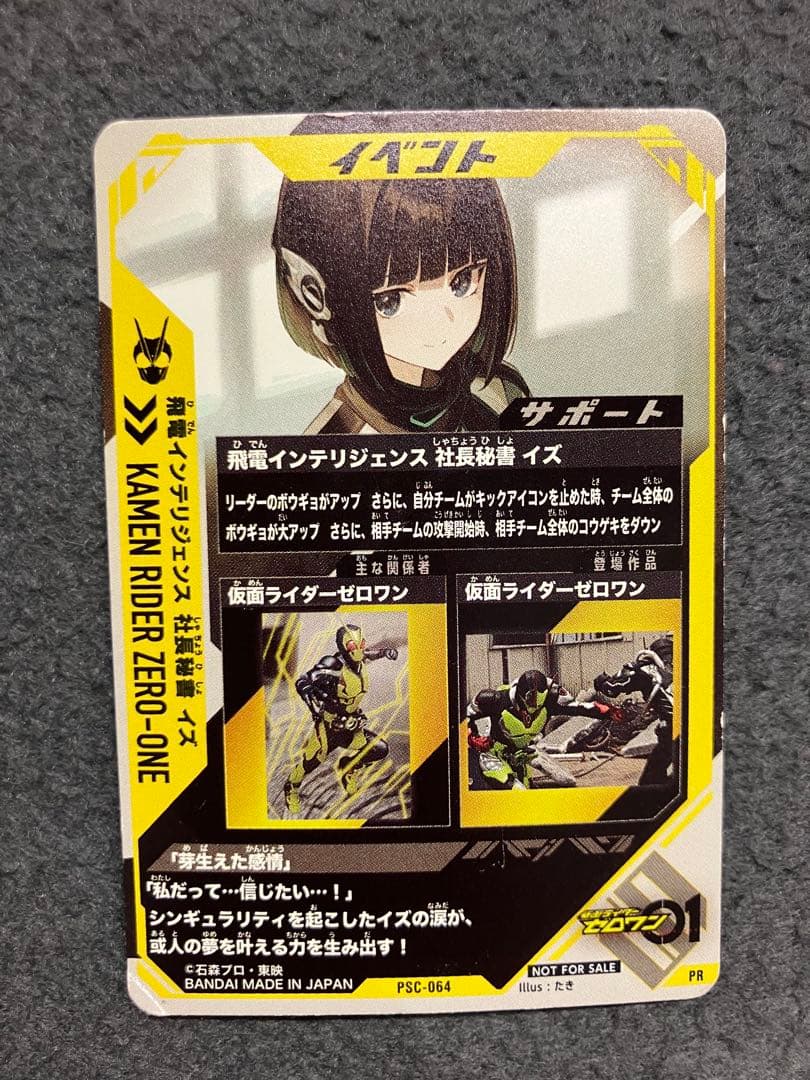 イベント
飛電インテリジェンス 社長秘書 イズ
KAMEN RIDER ZERO-ONE
サポート
飛電インテリジェンス 社長秘書 イズ
リーダーのボウギョがアップ さらに、自分チームがキックアイコンを止めた時、チーム全体の
ボウギョが大アップ さらに、相手チームの攻撃開始時、相手チーム全体のコウゲキをダウン
主な関係者
登場作品
仮面ライダーゼロワン
仮面ライダーゼロワン
「芽生えた感情」
「私だって…信じたい…!」
シンギュラリティを起こしたイズの涙が、
或人の夢を叶える力を生み出す!
仮面ライダー
ゼロワン 01
©石森プロ・東映
BANDAI MADE IN JAPAN
PSC-064
NOT FOR SALE
Illus:たき
PR